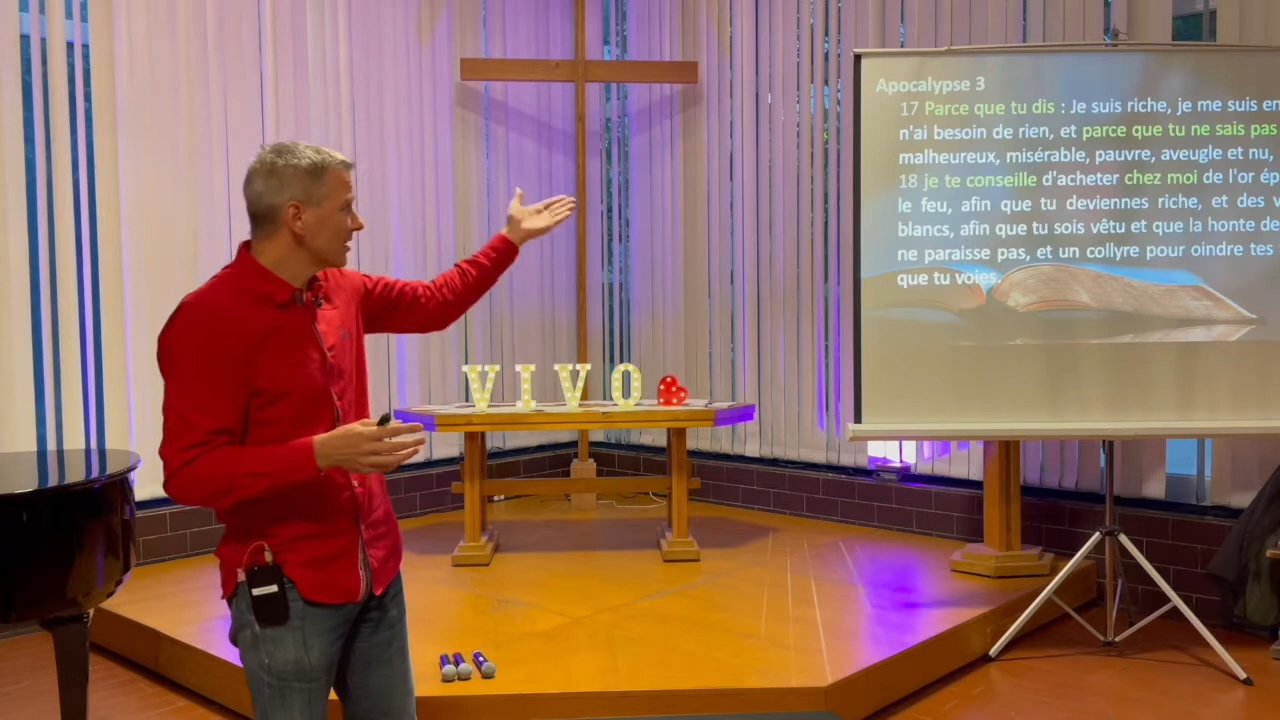 VIVO
Apocalypse 3
17 Parce que tu dis : Je suis riche, je me suis en
n'ai besoin de rien, et parce que tu ne sais pas
malheureux, misérable, pauvre, aveugle et nu,
18 je te conseille d'acheter chez moi de l'or ép
le feu, afin que tu deviennes riche, et des v
blancs, afin que tu sois vêtu et que la honte de
ne paraisse pas, et un collyre pour oindre tes
que tu voies.